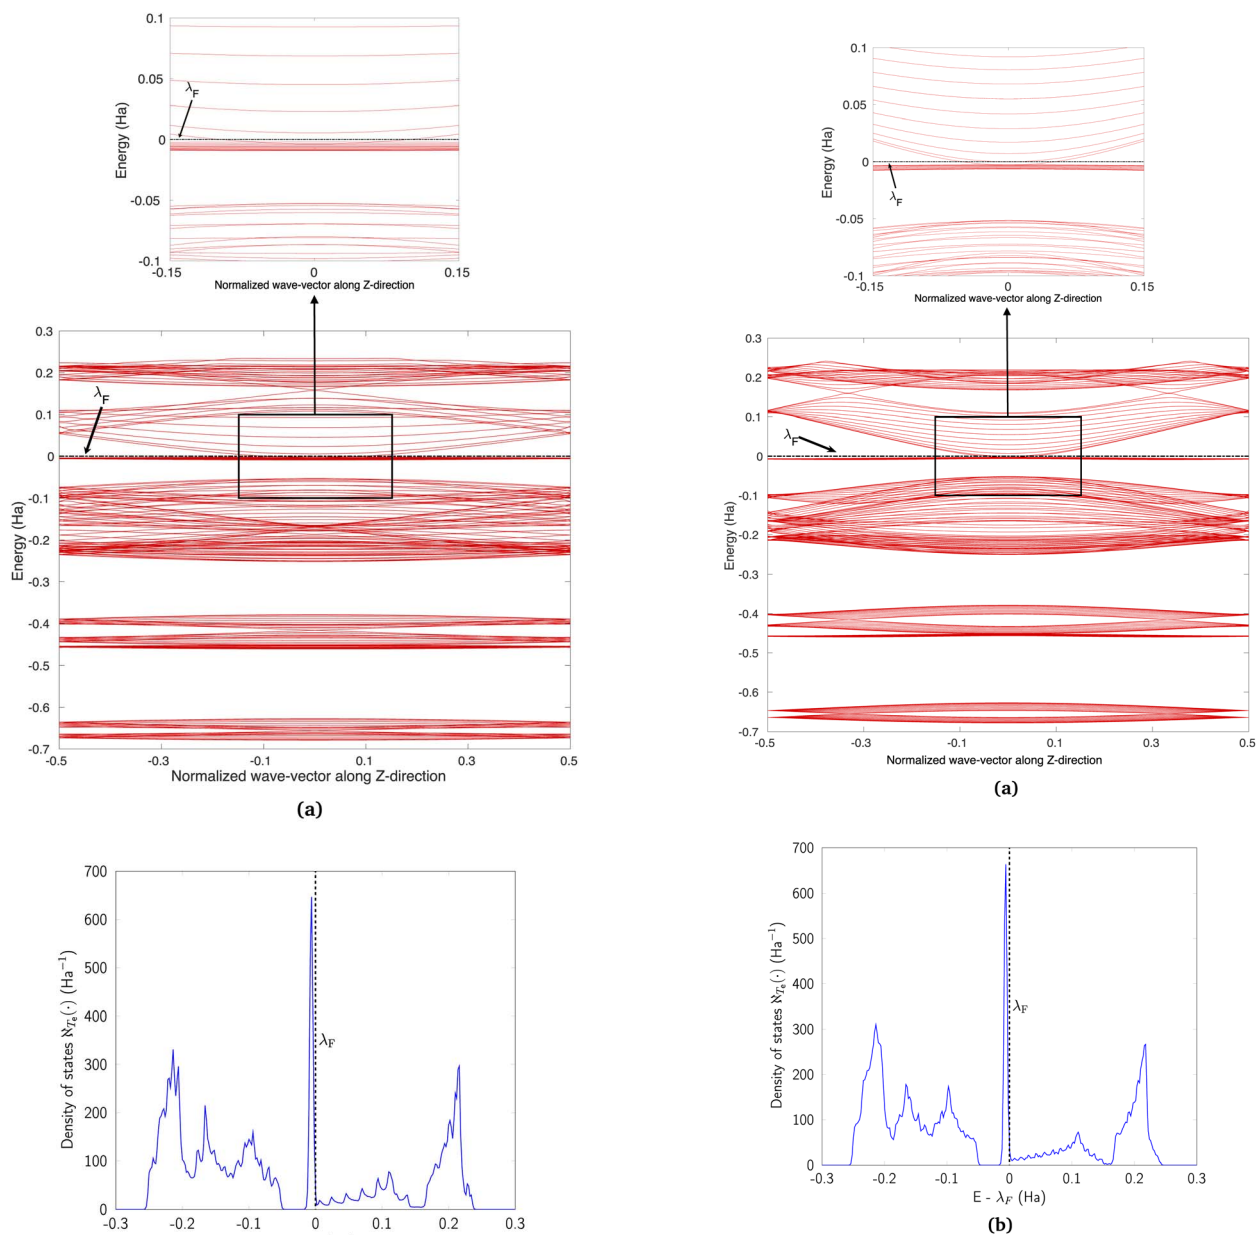 0.1
0.05
0
-0.05
-0.1
Energy (Ha)
λF
-0.15 0 0.15
Normalized wave-vector along Z-direction
0.1
0.05
0
-0.05
-0.1
Energy (Ha)
λF
-0.15 0 0.15
Normalized wave-vector along Z-direction
0.3
0.2
0.1
0
-0.1
-0.2
-0.3
-0.4
-0.5
-0.6
-0.7
Energy (Ha)
λF
-0.5 -0.3 -0.1 0.1 0.3 0.5
Normalized wave-vector along Z-direction
(a)
0.3
0.2
0.1
0
-0.1
-0.2
-0.3
-0.4
-0.5
-0.6
-0.7
Energy (Ha)
λF
-0.5 -0.3 -0.1 0.1 0.3 0.5
Normalized wave-vector along Z-direction
(a)
700
600
500
400
300
200
100
0
Density of states ℵTe(·) (Ha−1)
λF
-0.3 -0.2 -0.1 0 0.1 0.2 0.3
700
600
500
400
300
200
100
0
Density of states ℵTe(·) (Ha−1)
λF
-0.3 -0.2 -0.1 0 0.1 0.2 0.3
E - λF (Ha)
(b)